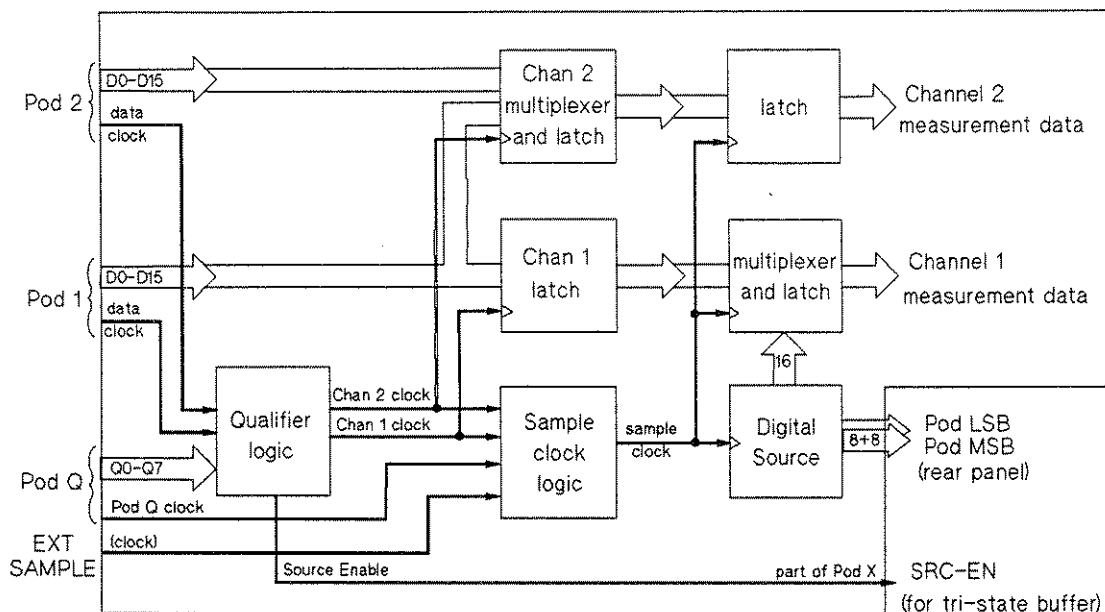 Pod 2
D0-D15
data
clock
Chan 2
multiplexer
and latch
latch
Channel 2
measurement data
Pod 1
D0-D15
data
clock
Chan 1
latch
multiplexer
and latch
Channel 1
measurement data
16
Qualifier
logic
Chan 2 clock
Chan 1 clock
Sample
clock
logic
sample
clock
Digital
Source
8+8
Pod LSB
Pod MSB
(rear panel)
Pod Q
Q0-Q7
Pod Q clock
EXT
SAMPLE
(clock)
Source Enable
part of Pod X
SRC-EN
(for tri-state buffer)